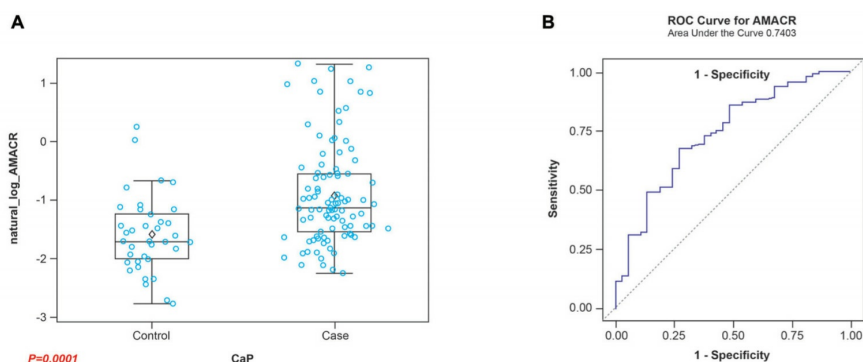 A
natural_log_AMACR
1
0
-1
-2
-3
Control
Case
P=0.0001
CaP
B
ROC Curve for AMACR
Area Under the Curve 0.7403
1 - Specificity
Sensitivity
1.00
0.75
0.50
0.25
0.00
0.00 0.25 0.50 0.75 1.00
1 - Specificity